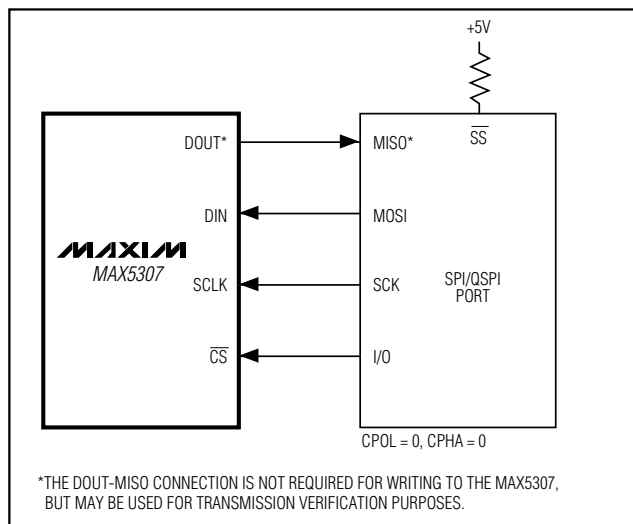 +5V
DOUT*
MISO*
SS
DIN
MOSI
MAXIM
MAX5307
SCLK
SCK
SPI/QSPI
PORT
CS
I/O
CPOL = 0, CPHA = 0
*THE DOUT-MISO CONNECTION IS NOT REQUIRED FOR WRITING TO THE MAX5307,
BUT MAY BE USED FOR TRANSMISSION VERIFICATION PURPOSES.